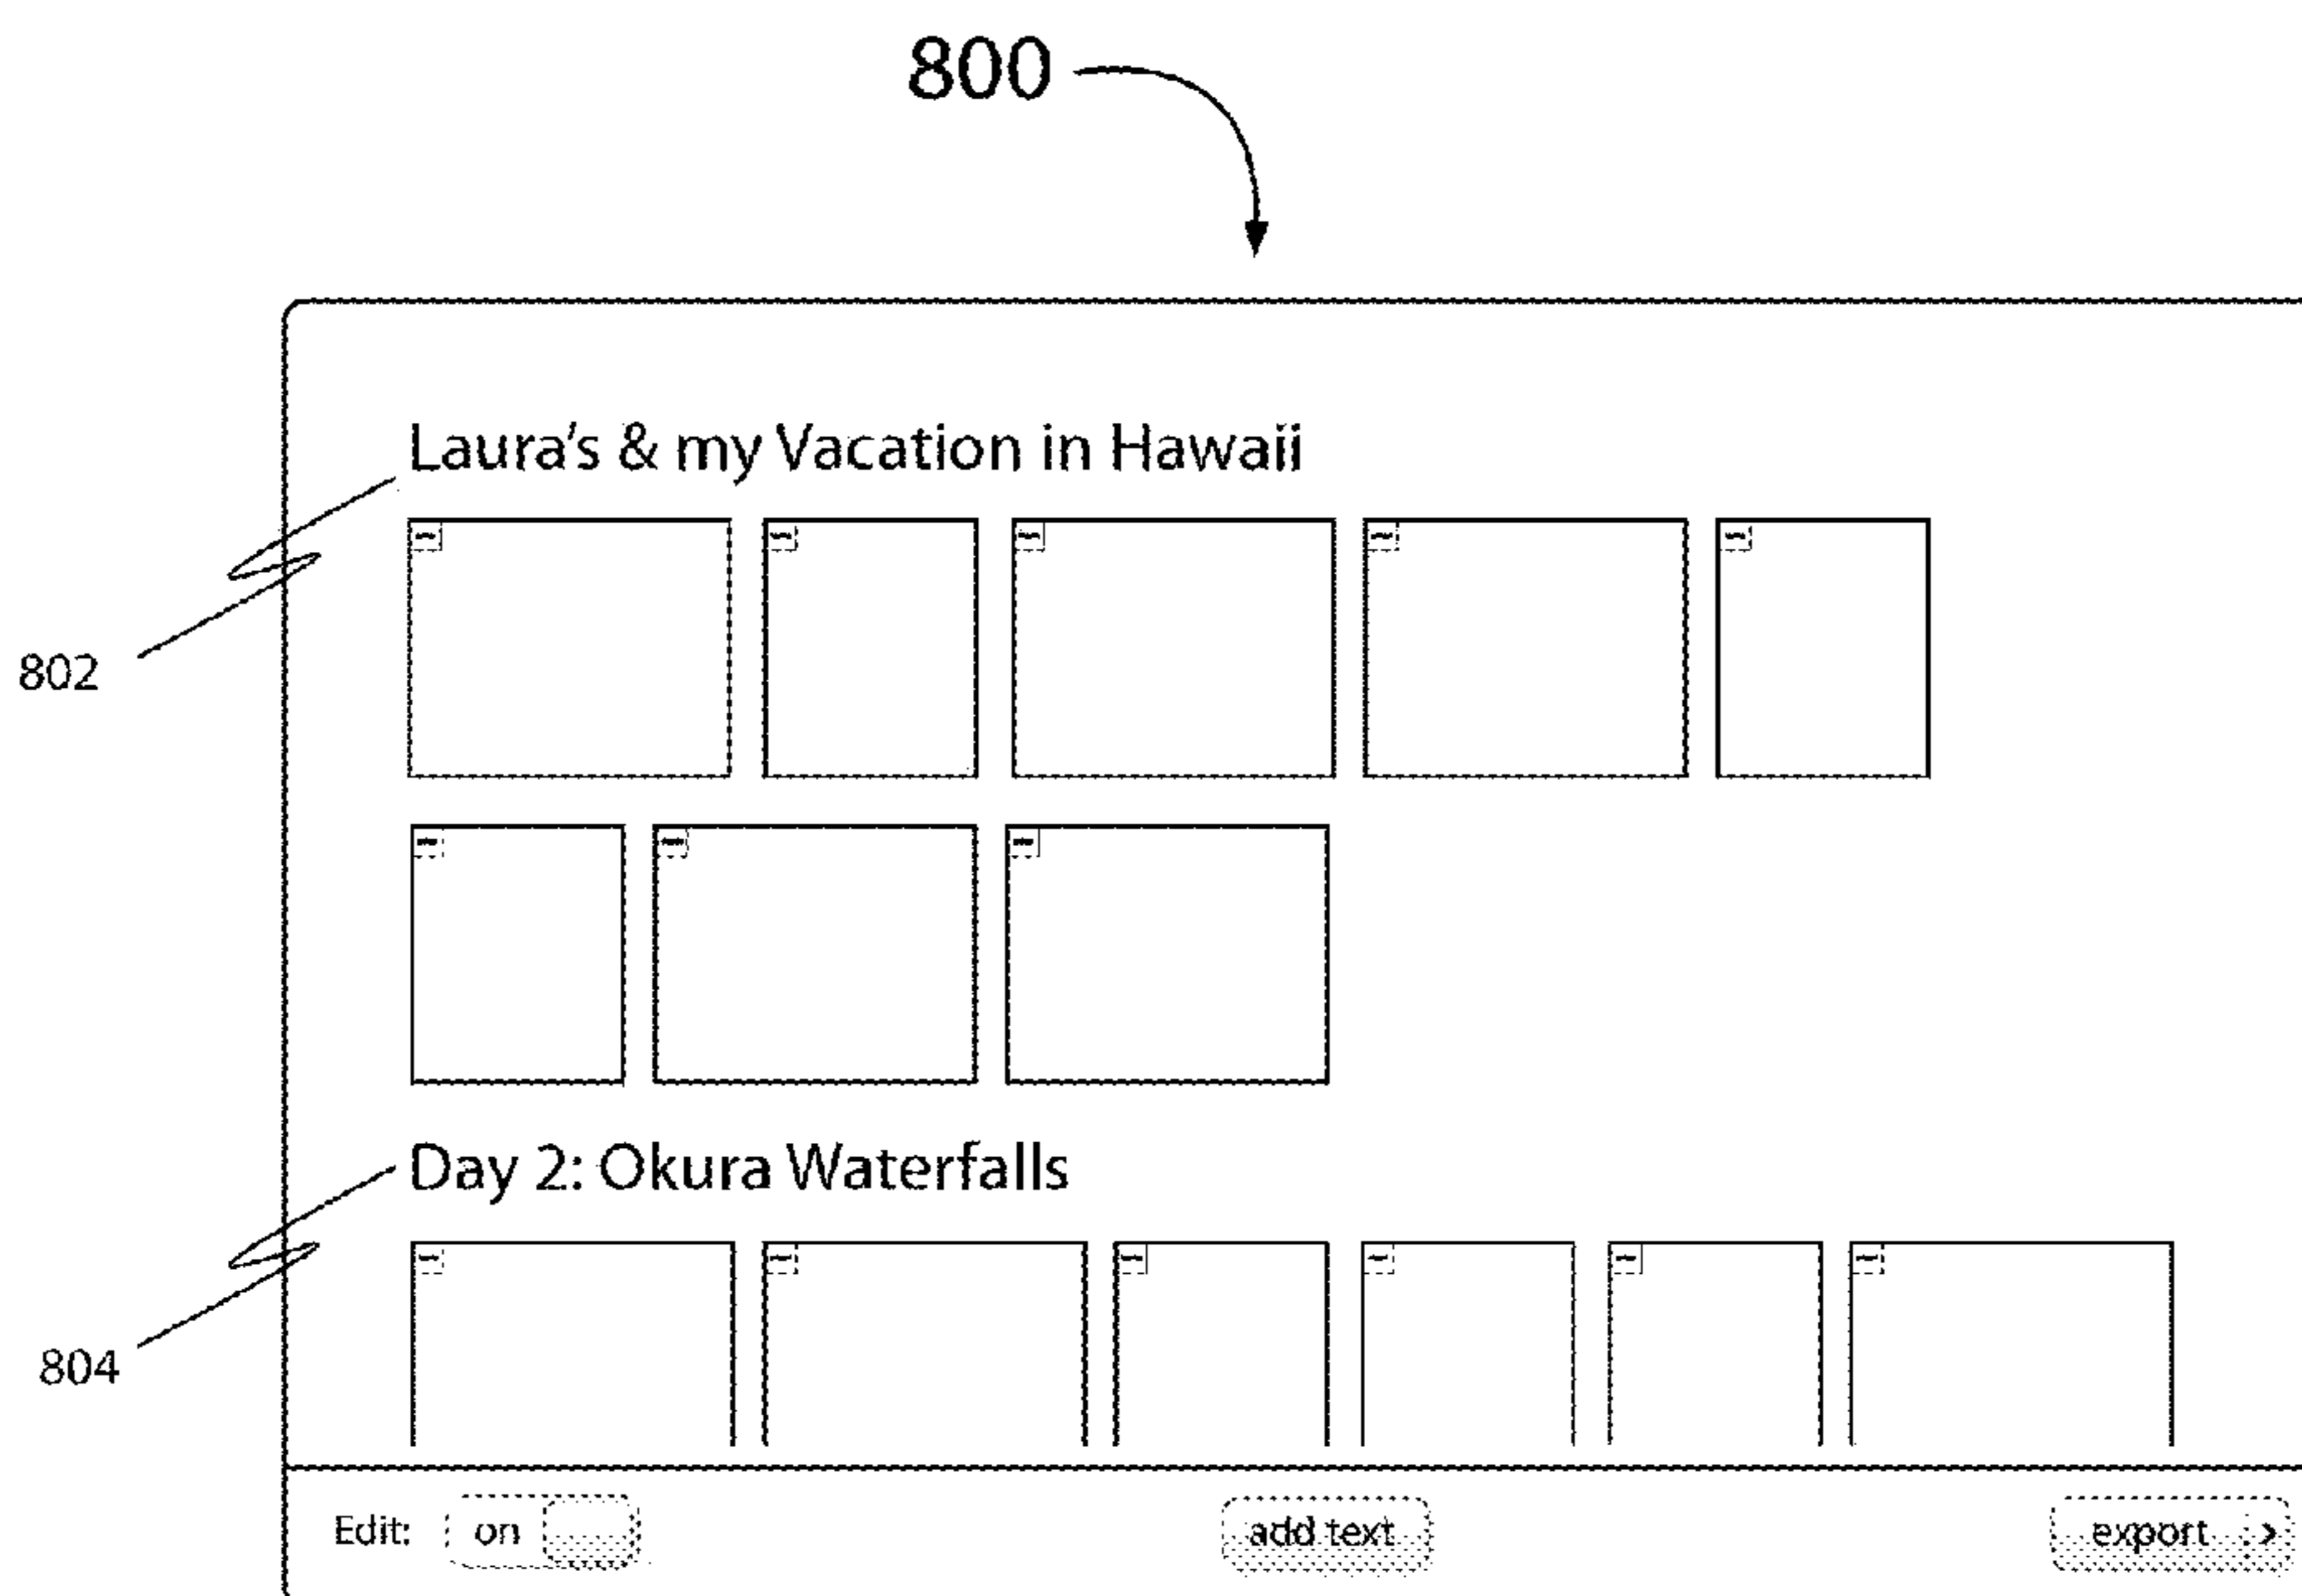 800
Laura's & my Vacation in Hawaii
802
Day 2: Okura Waterfalls
804
Edit: on add text export >